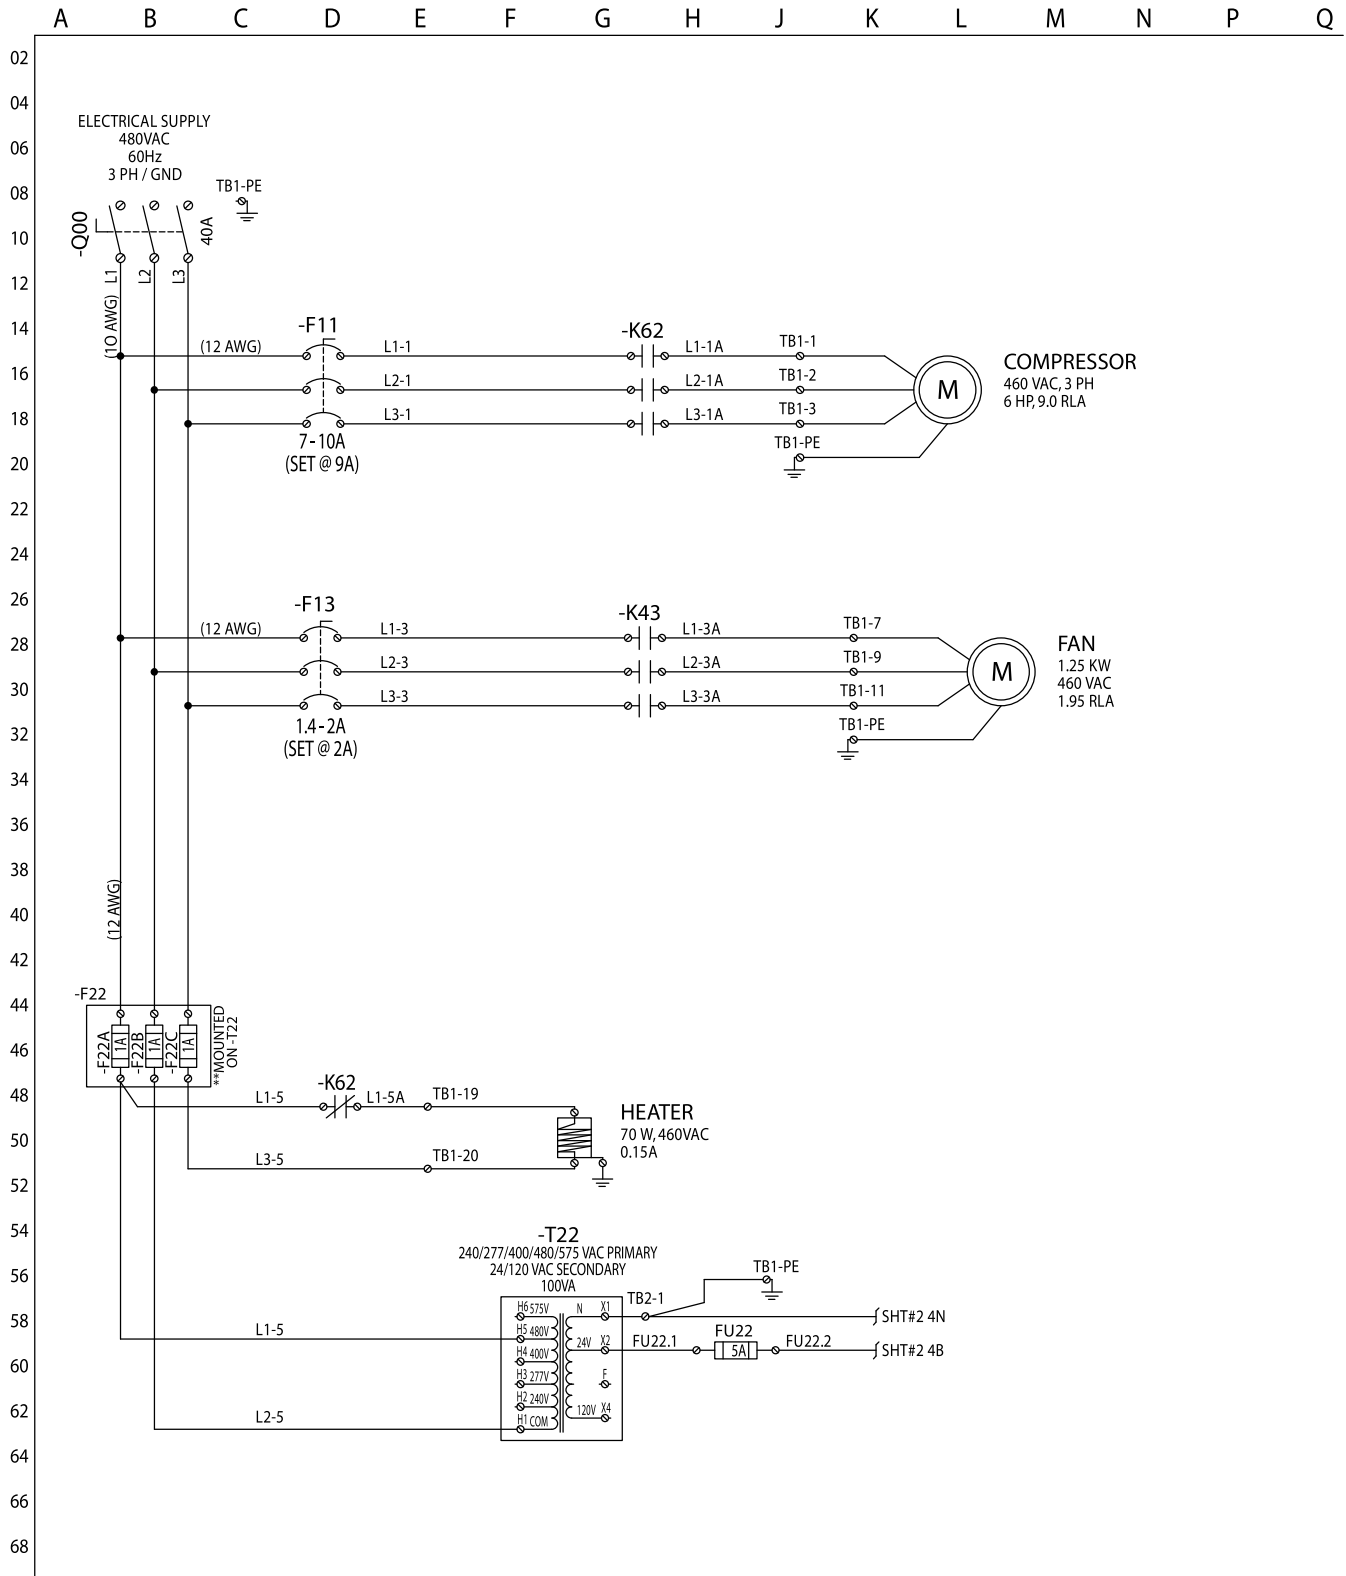 A B C D E F G H J K L M N P Q
02
04
ELECTRICAL SUPPLY
480VAC
06
60Hz
3 PH / GND
08
TB1-PE
-Q00
40A
10
L1
L2
L3
12
(10 AWG)
14
-F11
-K62
(12 AWG)
L1-1
L1-1A
TB1-1
COMPRESSOR
460 VAC, 3 PH
6 HP, 9.0 RLA
16
L2-1
L2-1A
TB1-2
M
18
L3-1
L3-1A
TB1-3
7-10A
(SET @ 9A)
TB1-PE
20
22
24
26
-F13
-K43
(12 AWG)
L1-3
L1-3A
TB1-7
28
FAN
1.25 KW
460 VAC
1.95 RLA
L2-3
L2-3A
TB1-9
M
30
L3-3
L3-3A
TB1-11
1.4-2A
(SET @ 2A)
TB1-PE
32
34
36
38
(12 AWG)
40
42
44
-F22
-F22A
1A
-F22B
1A
-F22C
1A
**MOUNTED
ON -T22
46
48
-K62
L1-5
L1-5A
TB1-19
HEATER
70 W, 460VAC
0.15A
50
L3-5
TB1-20
52
54
-T22
240/277/400/480/575 VAC PRIMARY
24/120 VAC SECONDARY
100VA
56
TB1-PE
H6 575V
N X1
TB2-1
58
SHT#2 4N
L1-5
H5 480V
24V X2
FU22.1
FU22
5A
FU22.2
SHT#2 4B
60
H4 400V
H3 277V
F
H2 240V
62
120V X4
L2-5
H1 COM
64
66
68